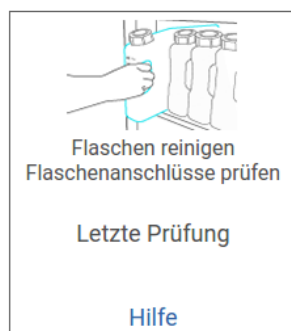 Flaschen reinigen
Flaschenanschlüsse prüfen
Letzte Prüfung
Hilfe